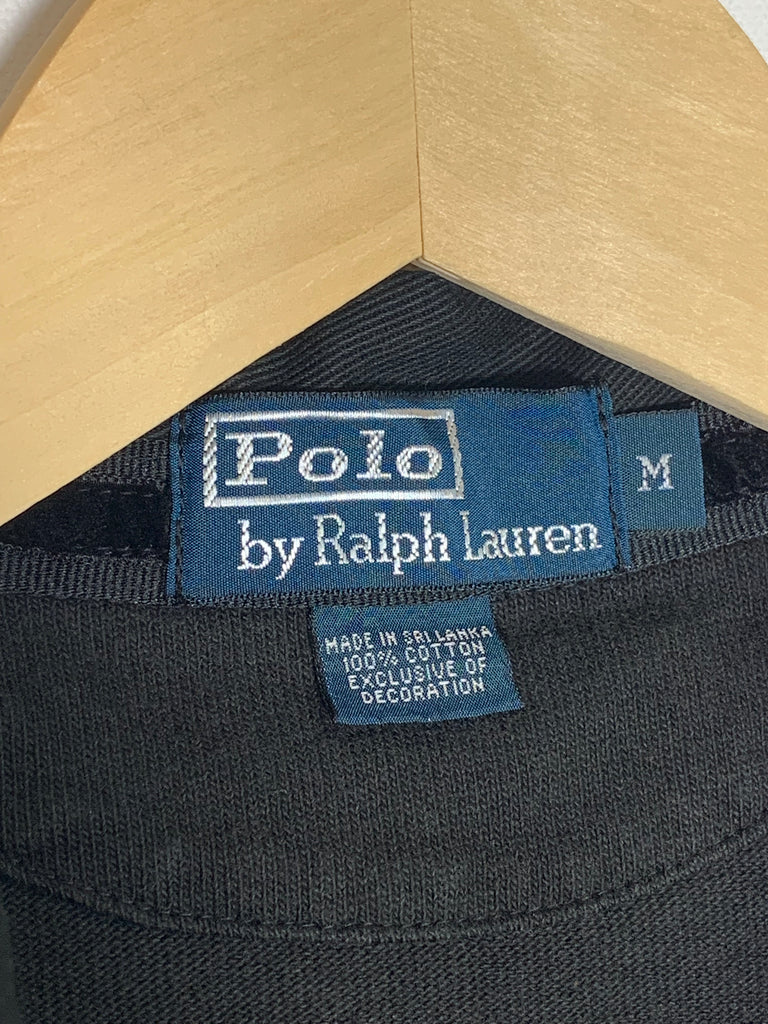 Polo
by Ralph Lauren
M
MADE IN SRI LANKA
100% COTTON
EXCLUSIVE OF
DECORATION